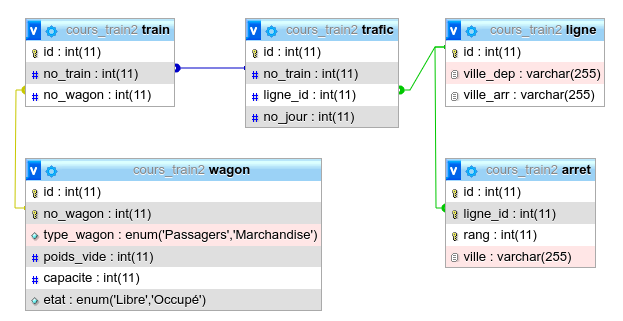 cours_train2 train
id : int(11)
no_train : int(11)
no_wagon : int(11)
cours_train2 trafic
id : int(11)
no_train : int(11)
ligne_id : int(11)
no_jour : int(11)
cours_train2 ligne
id : int(11)
ville_dep : varchar(255)
ville_arr : varchar(255)
cours_train2 wagon
id : int(11)
no_wagon : int(11)
type_wagon : enum('Passagers','Marchandise')
poids_vide : int(11)
capacite : int(11)
etat : enum('Libre','Occupé')
cours_train2 arret
id : int(11)
ligne_id : int(11)
rang : int(11)
ville : varchar(255)